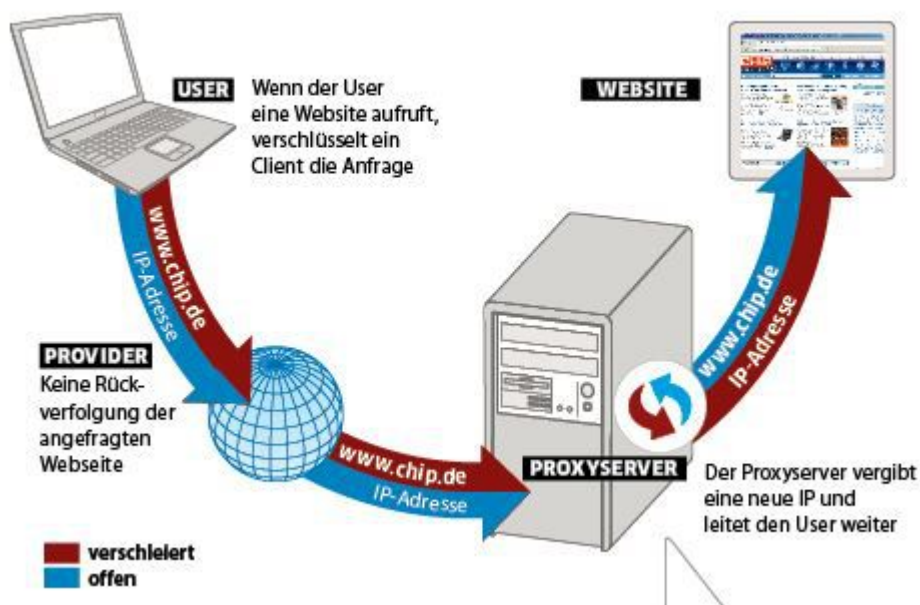 USER
Wenn der User
eine Website aufruft,
verschlüsselt ein
Client die Anfrage
WEBSITE
www.chip.de
IP-Adresse
PROVIDER
Keine Rück-
verfolgung der
angefragten
Webseite
www.chip.de
IP-Adresse
PROXYSERVER
www.chip.de
IP-Adresse
Der Proxyserver vergibt
eine neue IP und
leitet den User weiter
verschleiert
offen